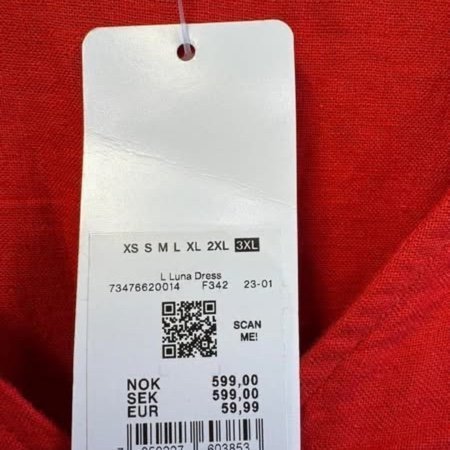 XS S M L XL 2XL 3XL
L Luna Dress
73476620014 F342 23-01
SCAN
ME!
NOK 599,00
SEK 599,00
EUR 59,99
603853